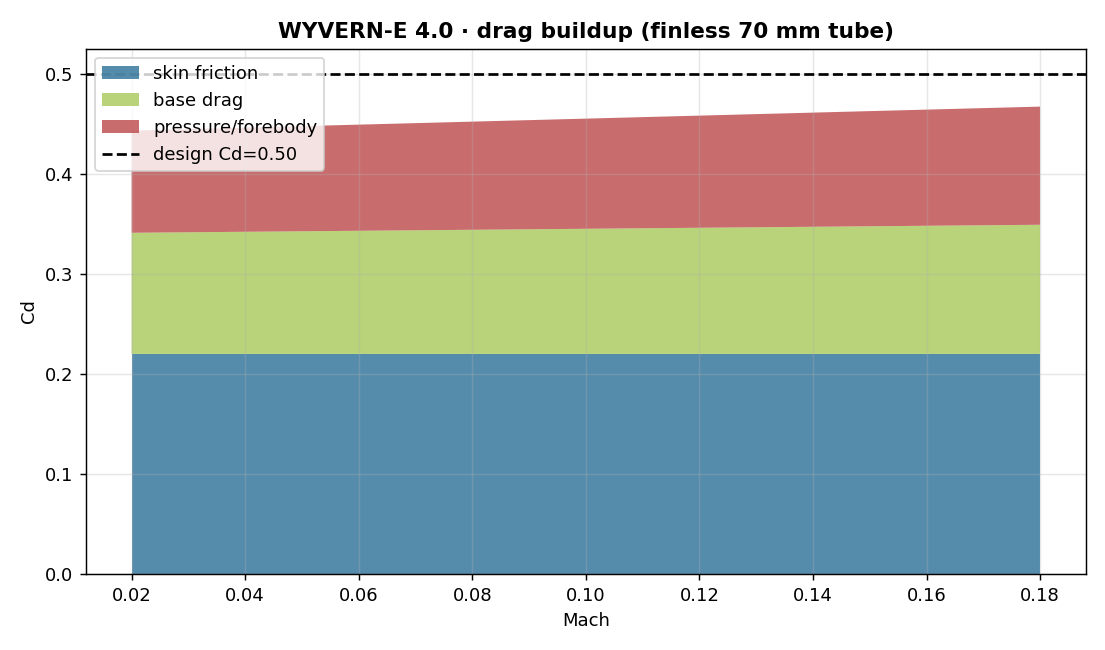 WYVERN-E 4.0 · drag buildup (finless 70 mm tube)
skin friction
base drag
pressure/forebody
design Cd=0.50
Cd
0.5
0.4
0.3
0.2
0.1
0.0
0.02 0.04 0.06 0.08 0.10 0.12 0.14 0.16 0.18
Mach